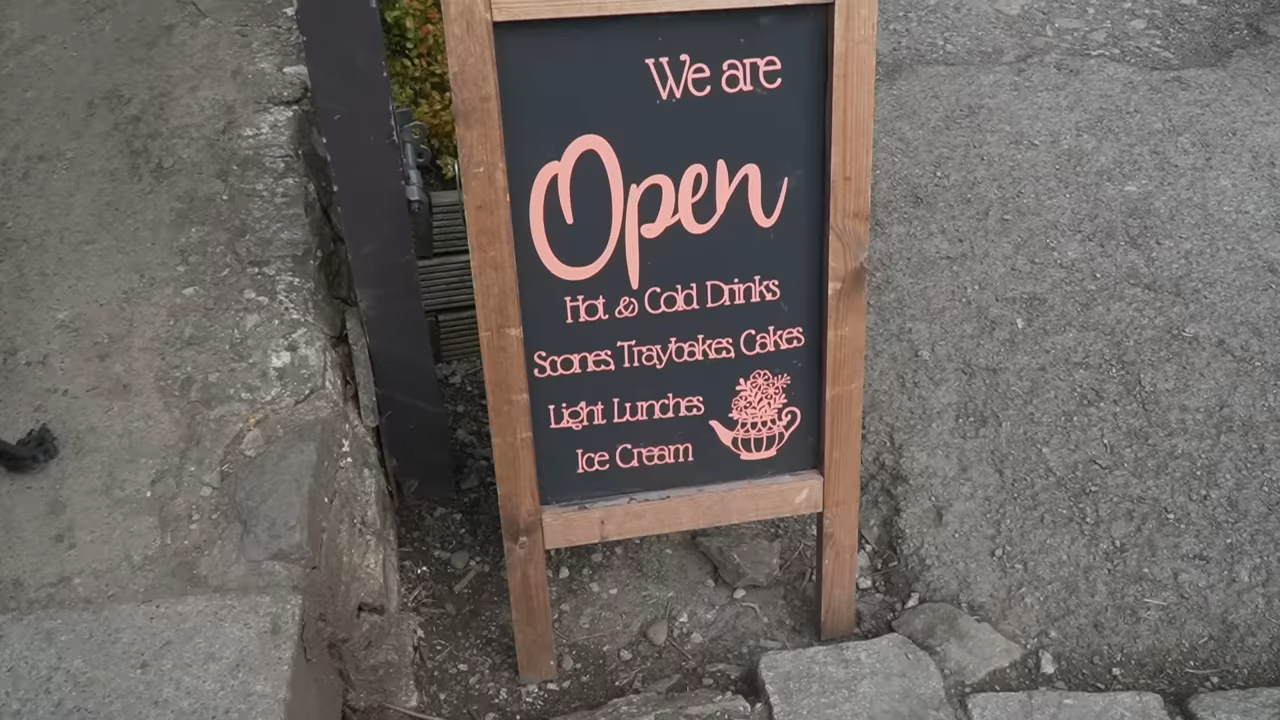 We are
Open
Hot & Cold Drinks
Scones, Traybakes, Cakes
Light Lunches
Ice Cream